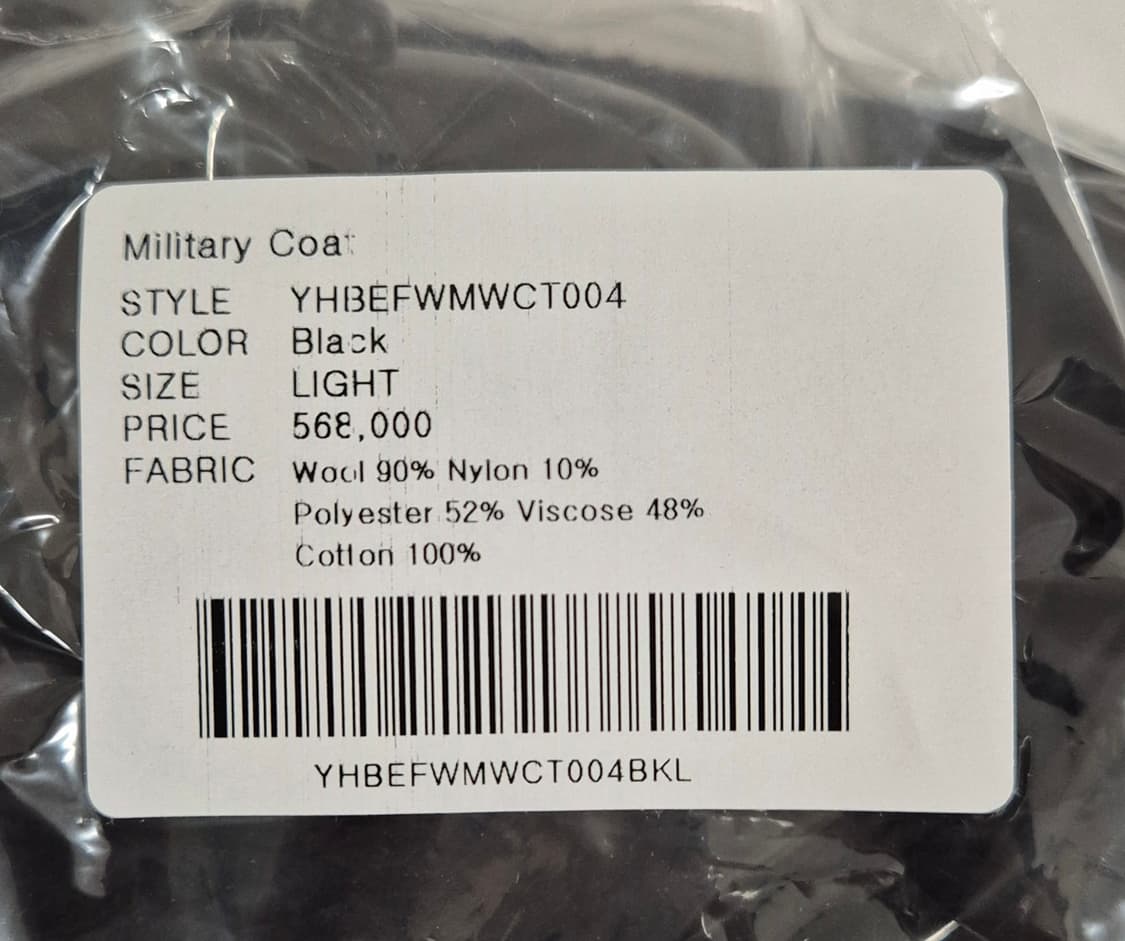 Military Coat
STYLE YHBEFWMWCT004
COLOR Black
SIZE LIGHT
PRICE 568,000
FABRIC Wool 90% Nylon 10%
Polyester 52% Viscose 48%
Cotton 100%
YHBEFWMWCT004BKL